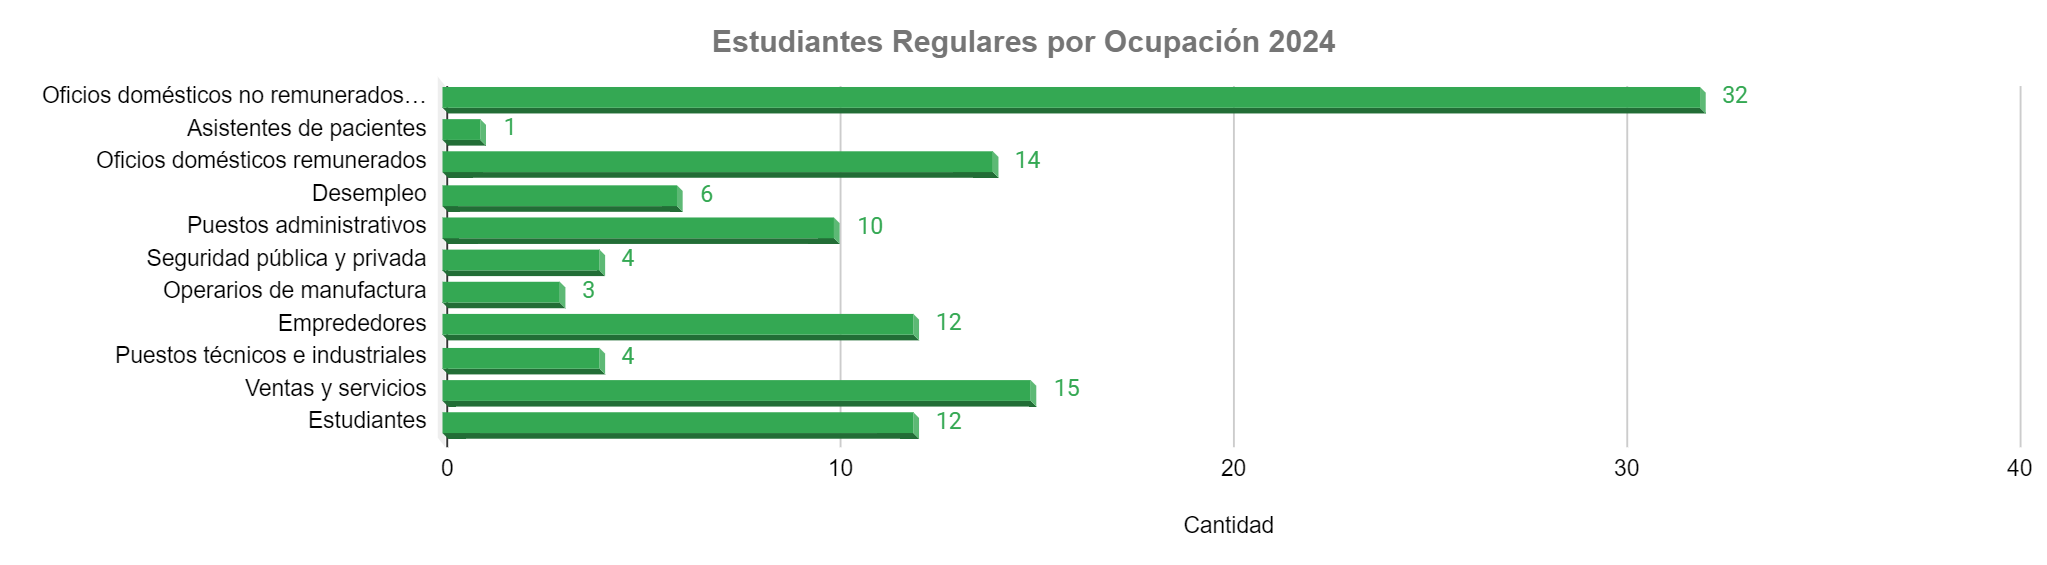 Estudiantes Regulares por Ocupación 2024
Oficios domésticos no remunerados… 32
Asistentes de pacientes 1
Oficios domésticos remunerados 14
Desempleo 6
Puestos administrativos 10
Seguridad pública y privada 4
Operarios de manufactura 3
Emprededores 12
Puestos técnicos e industriales 4
Ventas y servicios 15
Estudiantes 12
0 10 20 30 40
Cantidad